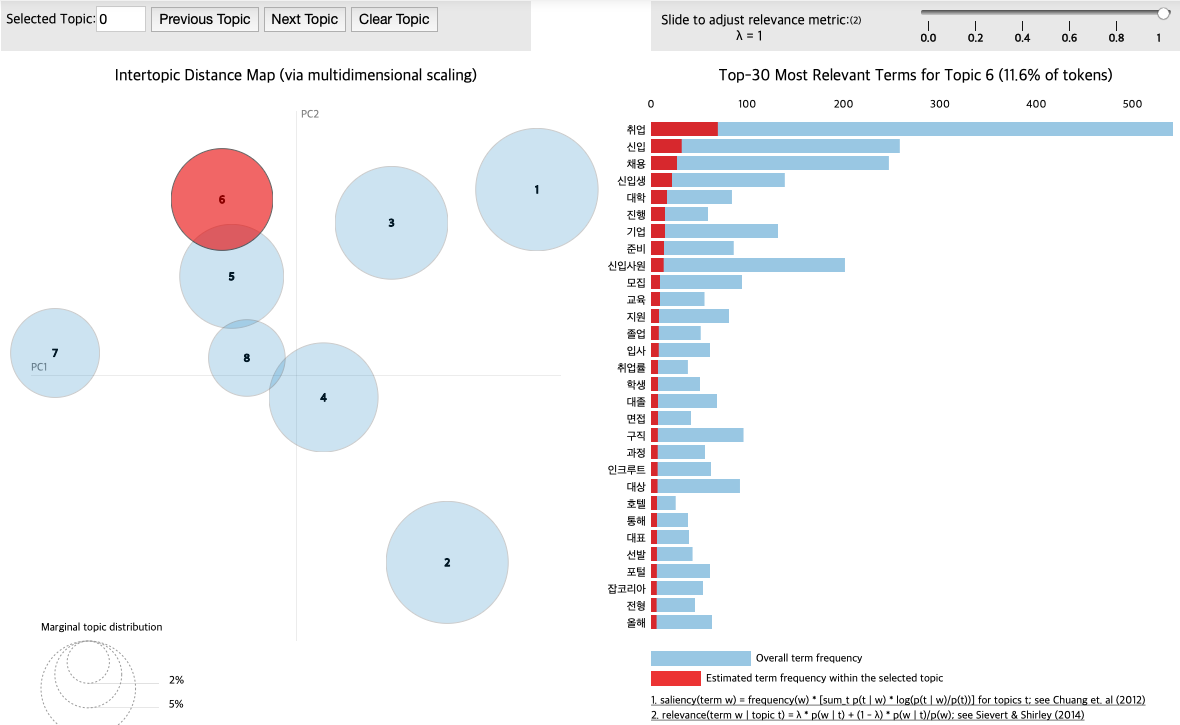 Selected Topic: 0 Previous Topic Next Topic Clear Topic
Slide to adjust relevance metric:(2)
λ = 1
0.0 0.2 0.4 0.6 0.8 1
Intertopic Distance Map (via multidimensional scaling)
PC2
PC1
1
2
3
4
5
6
7
8
Marginal topic distribution
2%
5%
Top-30 Most Relevant Terms for Topic 6 (11.6% of tokens)
0 100 200 300 400 500
취업
신입
채용
신입생
대학
진행
기업
준비
신입사원
모집
교육
지원
졸업
입사
취업률
학생
대졸
면접
구직
과정
인크루트
대상
호텔
통해
대표
선발
포털
잡코리아
전형
올해
Overall term frequency
Estimated term frequency within the selected topic
1. saliency(term w) = frequency(w) * [sum_t p(t | w) * log(p(t | w)/p(t))] for topics t; see Chuang et. al (2012)
2. relevance(term w | topic t) = λ * p(w | t) + (1 - λ) * p(w | t)/p(w); see Sievert & Shirley (2014)